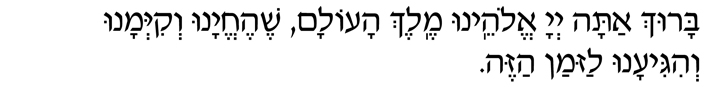 בָּרוּךְ אַתָּה יְיָ אֱלֹהֵֽינוּ מֶֽלֶךְ הָעוֹלָם, שֶׁהֶחֱיָנוּ וְקִיְּמָנוּ
וְהִגִּיעָנוּ לַזְּמַן הַזֶּה.